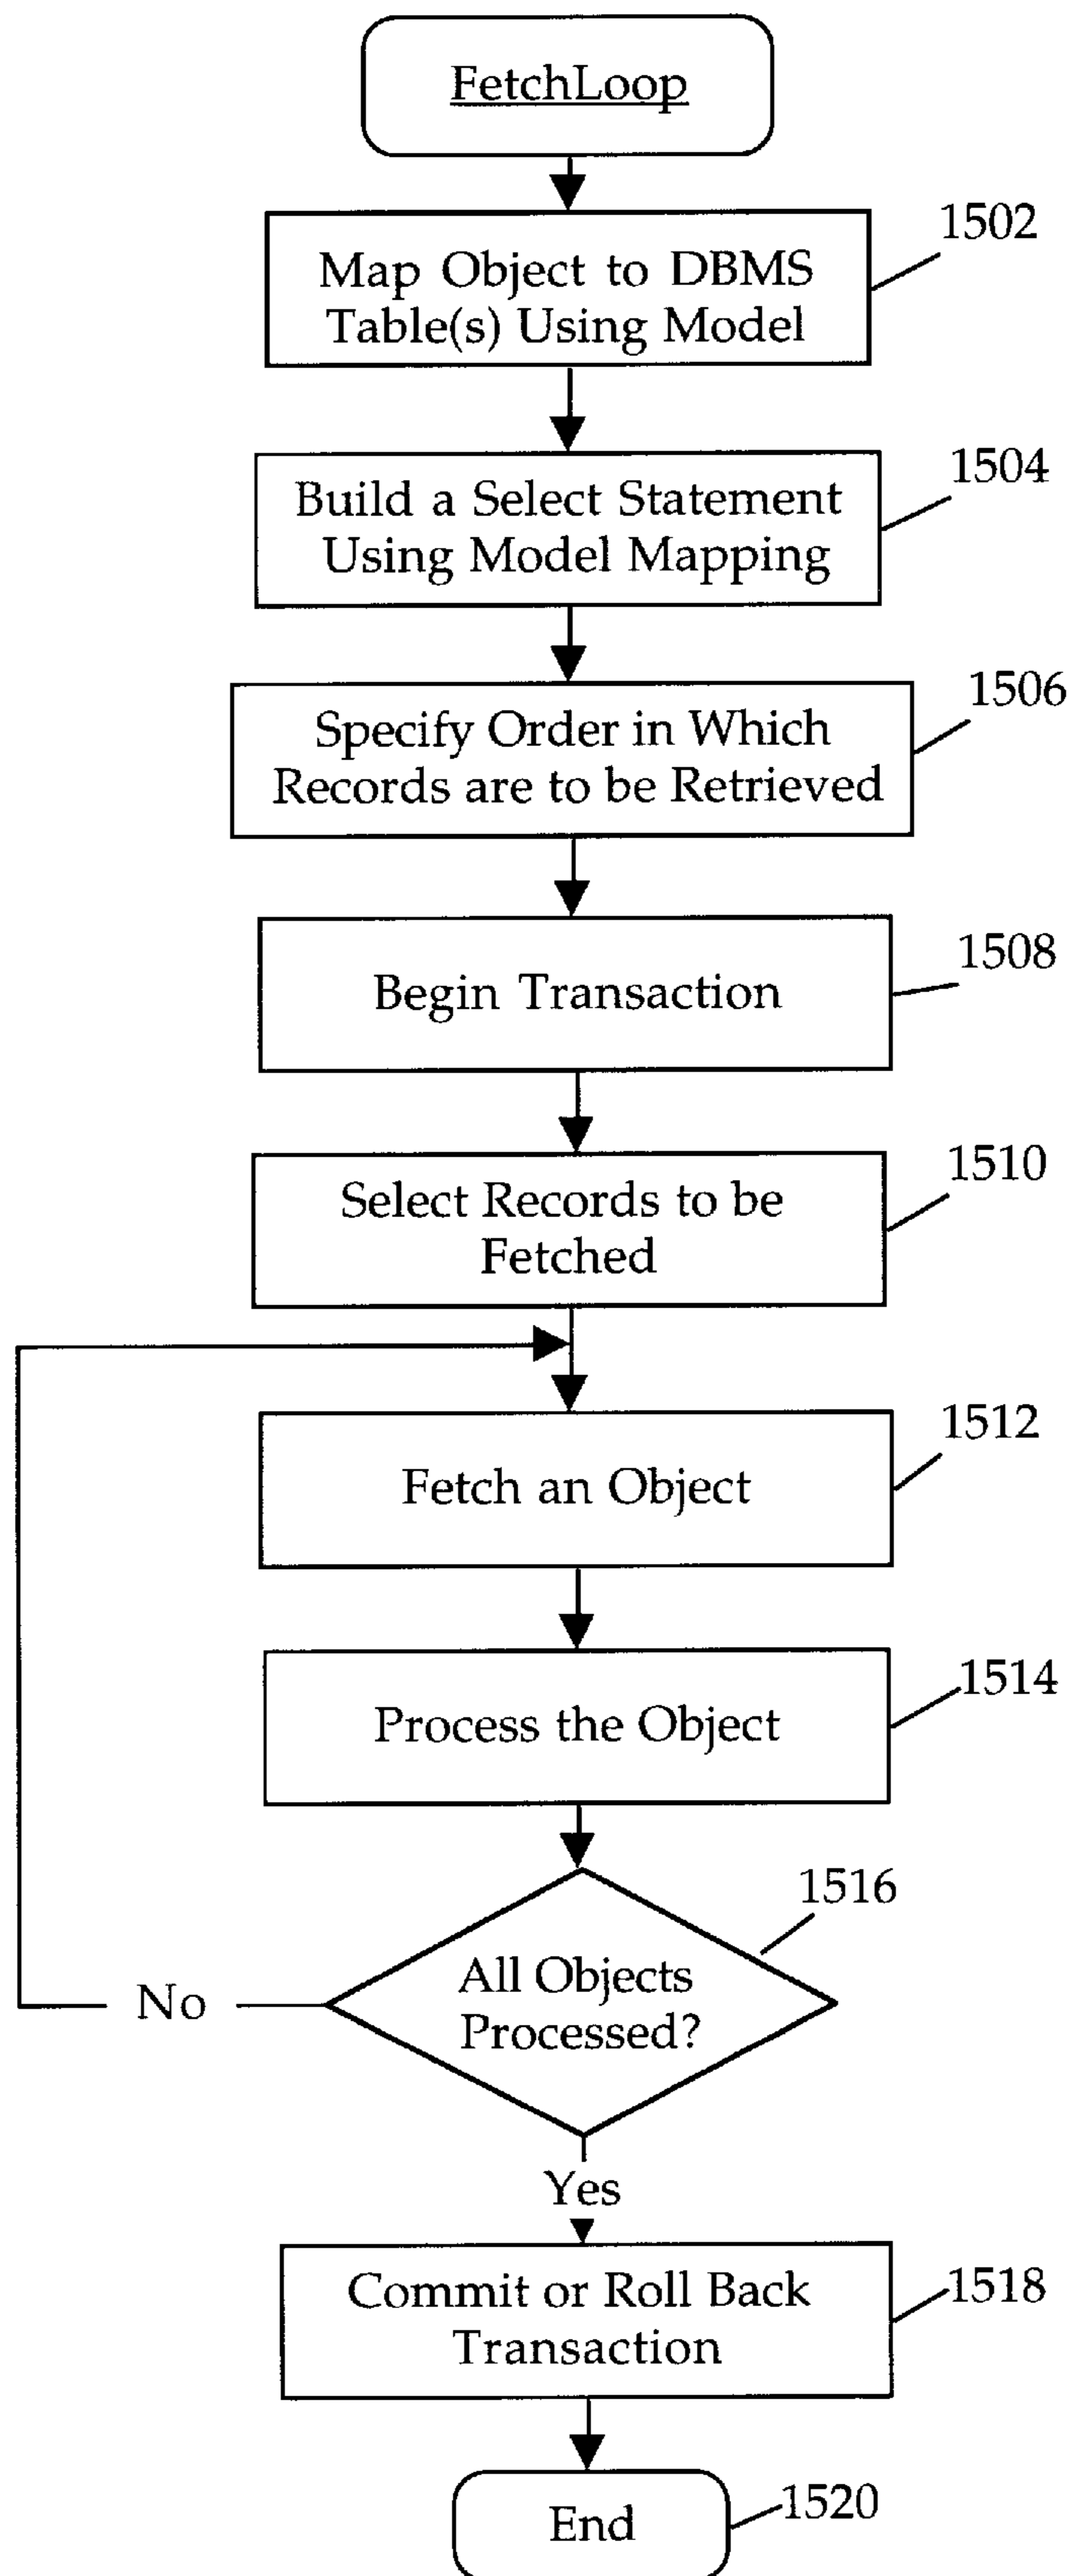 FetchLoop
1502
Map Object to DBMS
Table(s) Using Model
1504
Build a Select Statement
Using Model Mapping
1506
Specify Order in Which
Records are to be Retrieved
1508
Begin Transaction
1510
Select Records to be
Fetched
1512
Fetch an Object
1514
Process the Object
1516
All Objects
Processed?
No
Yes
1518
Commit or Roll Back
Transaction
1520
End